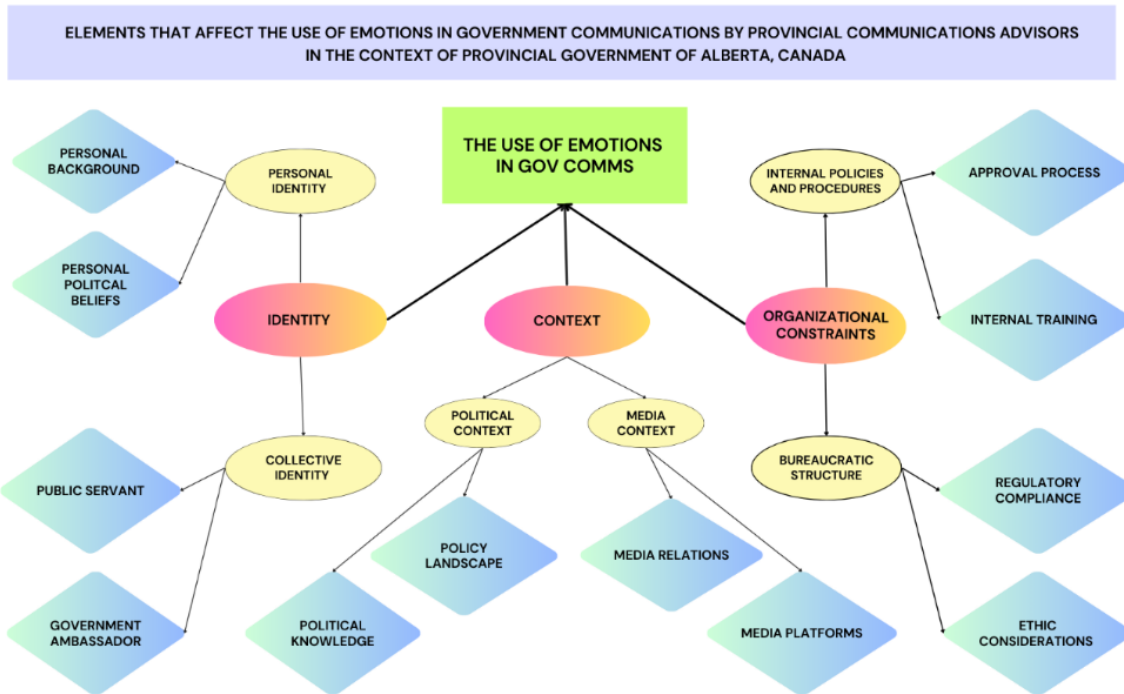 ELEMENTS THAT AFFECT THE USE OF EMOTIONS IN GOVERNMENT COMMUNICATIONS BY PROVINCIAL COMMUNICATIONS ADVISORS
IN THE CONTEXT OF PROVINCIAL GOVERNMENT OF ALBERTA, CANADA
THE USE OF EMOTIONS
IN GOV COMMS
PERSONAL
BACKGROUND
PERSONAL
IDENTITY
INTERNAL POLICIES
AND PROCEDURES
APPROVAL PROCESS
PERSONAL
POLITCAL
BELIEFS
IDENTITY
CONTEXT
ORGANIZATIONAL
CONSTRAINTS
INTERNAL TRAINING
POLITICAL
CONTEXT
MEDIA
CONTEXT
COLLECTIVE
IDENTITY
BUREAUCRATIC
STRUCTURE
PUBLIC SERVANT
REGULATORY
COMPLIANCE
POLICY
LANDSCAPE
MEDIA RELATIONS
GOVERNMENT
AMBASSADOR
POLITICAL
KNOWLEDGE
MEDIA PLATFORMS
ETHIC
CONSIDERATIONS